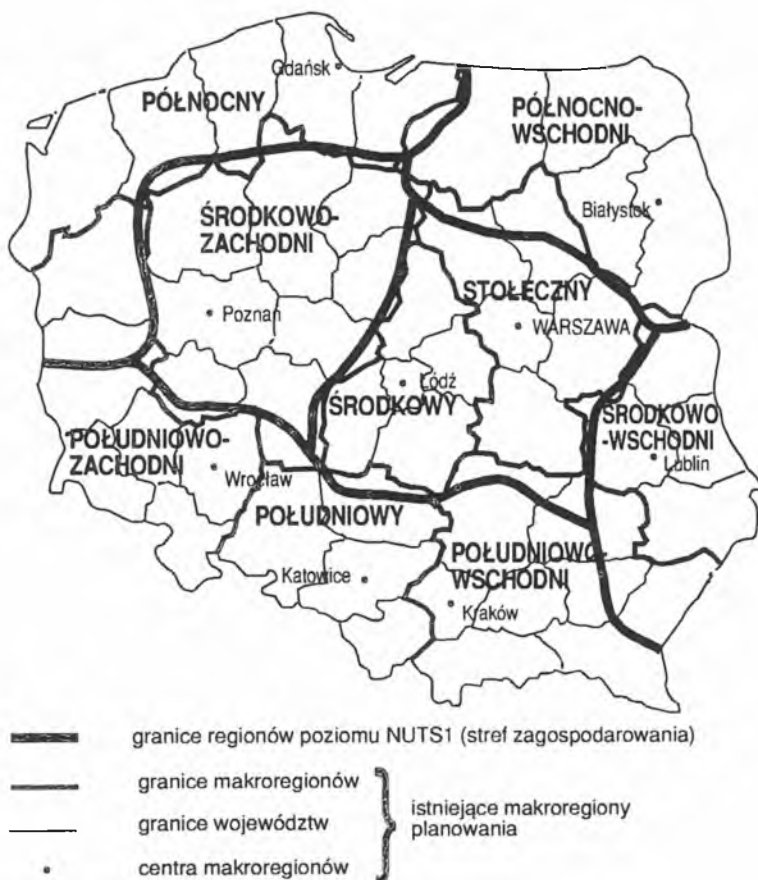 Gdańsk
PÓŁNOCNY
PÓŁNOCNO-
WSCHODNI
Białystok
ŚRODKOWO-
ZACHODNI
Poznań
STOŁECZNY
WARSZAWA
Łódź
ŚRODKOWY
ŚRODKOWO
-WSCHODNI
Lublin
POŁUDNIOWO-
ZACHODNI
Wrocław
POŁUDNIOWY
Katowice
POŁUDNIOWO-
WSCHODNI
Kraków
granice regionów poziomu NUTS1 (stref zagospodarowania)
granice makroregionów
granice województw
centra makroregionów
istniejące makroregiony
planowania